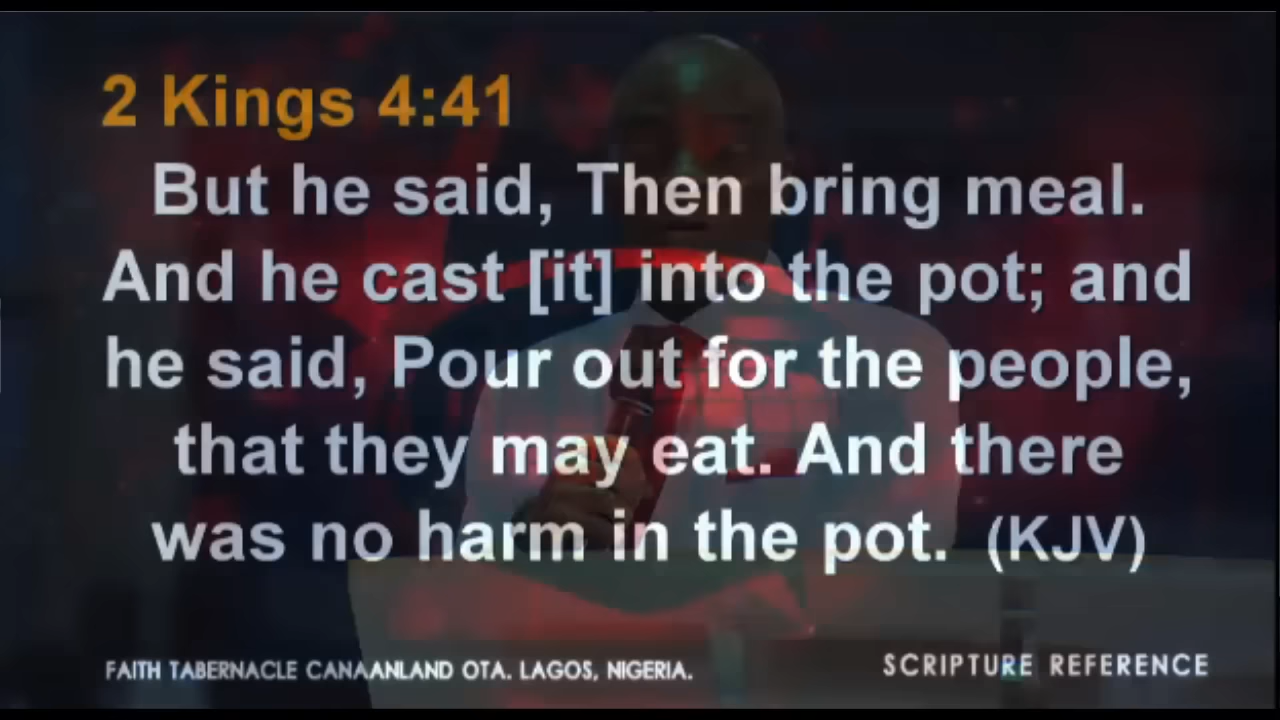 2 Kings 4:41
But he said, Then bring meal.
And he cast [it] into the pot; and
he said, Pour out for the people,
that they may eat. And there
was no harm in the pot. (KJV)
FAITH TABERNACLE CANAANLAND OTA. LAGOS, NIGERIA.
SCRIPTURE REFERENCE